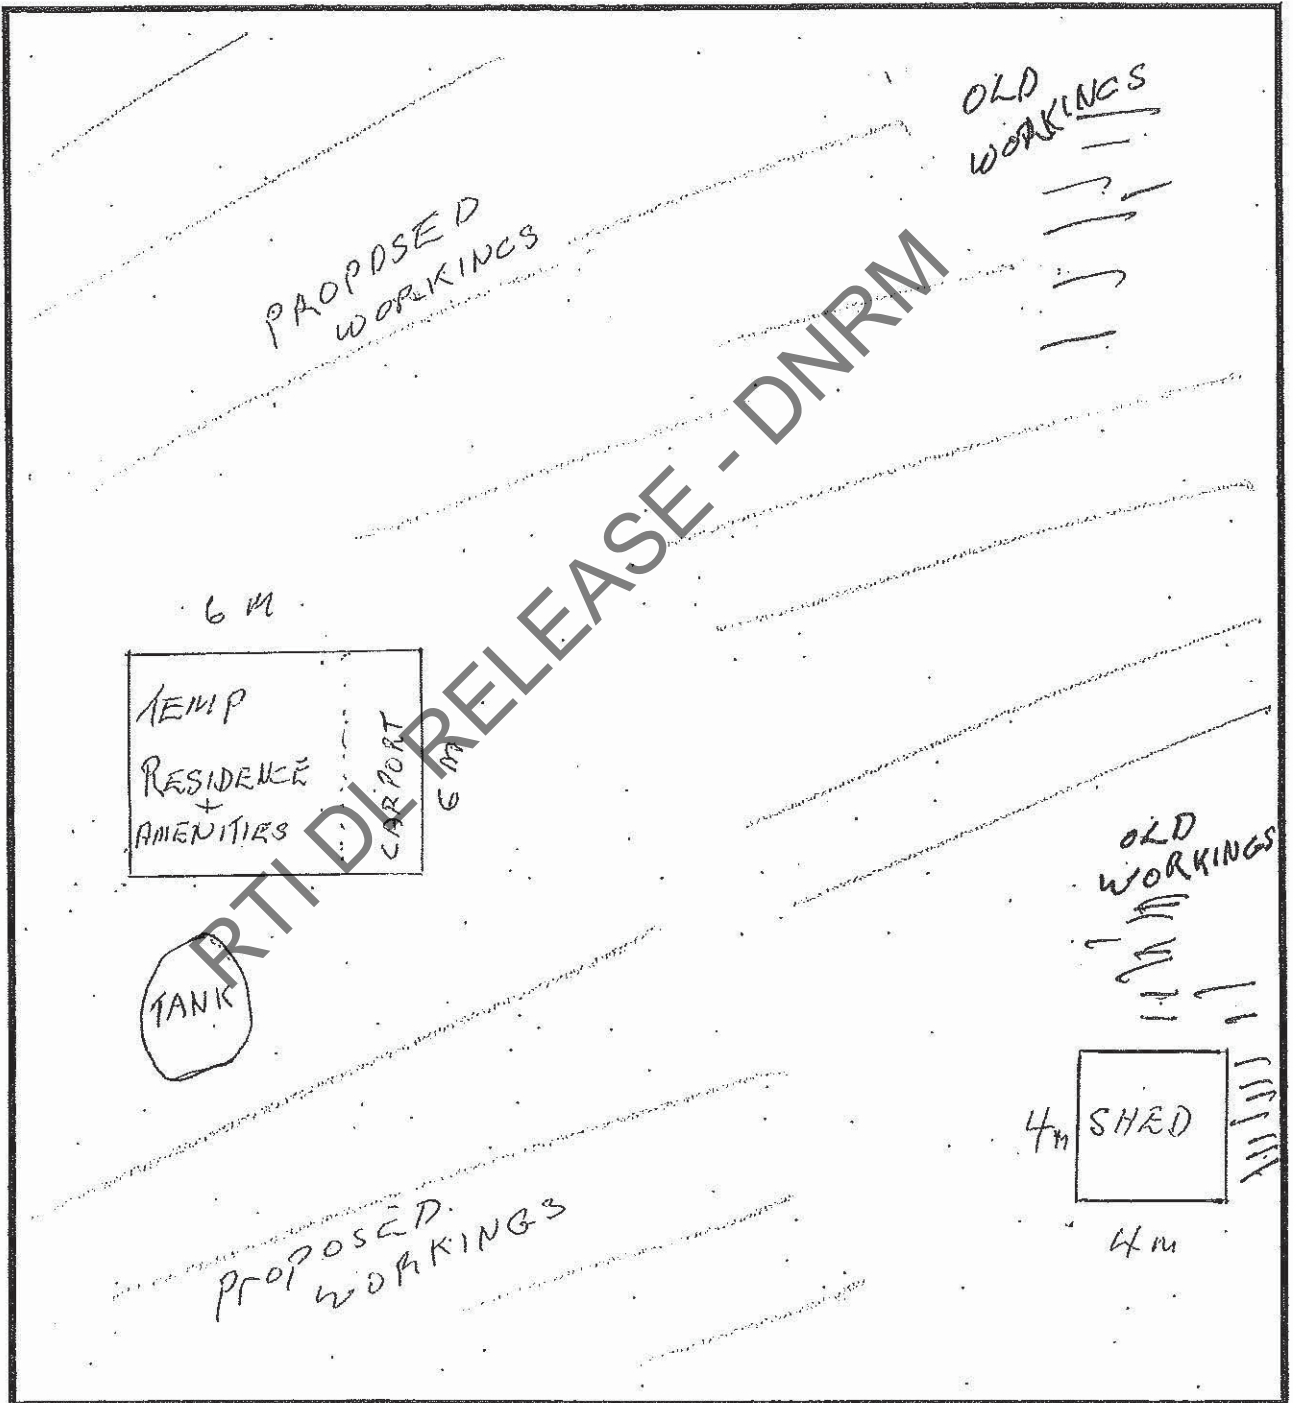 OLD
WORKINGS
PROPOSED
WORKINGS
6 M
TEMP
RESIDENCE
+
AMENITIES
CARPORT
6 m
TANK
OLD
WORKINGS
4m
SHED
4 m
PROPOSED.
WORKINGS
RTI DL RELEASE - DNRM